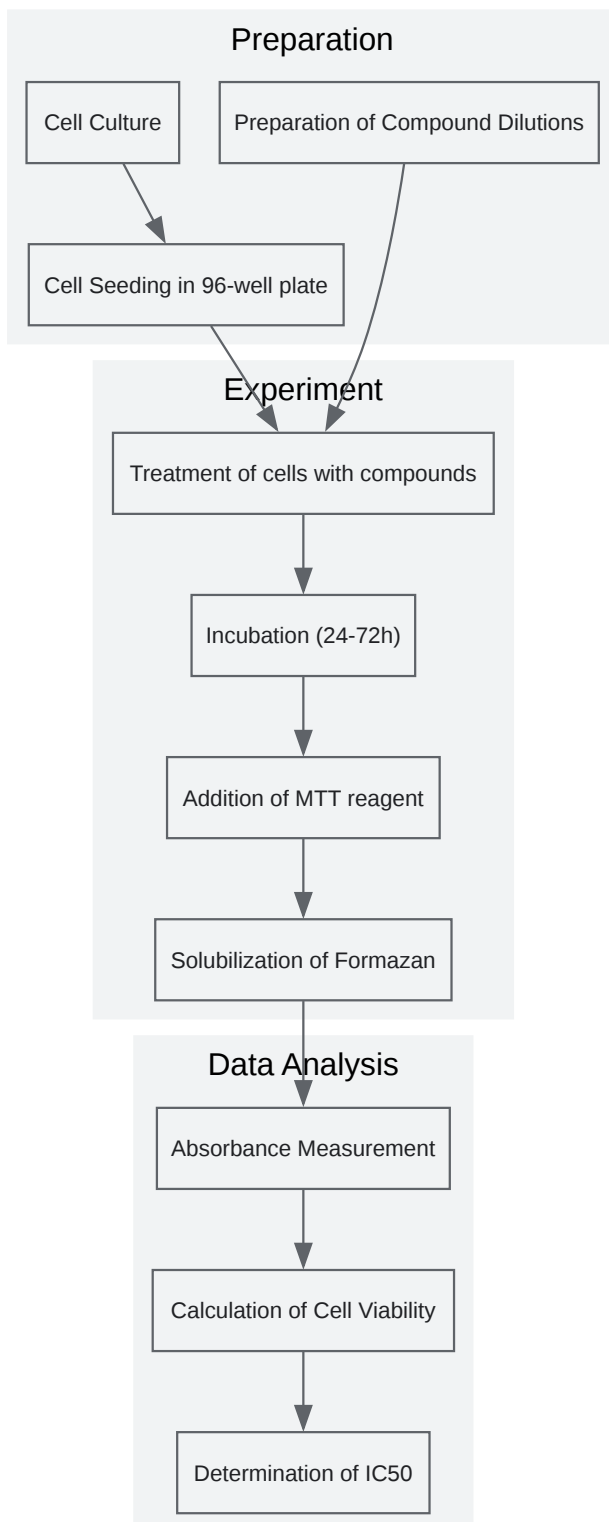 Preparation
Cell Culture
Preparation of Compound Dilutions
Cell Seeding in 96-well plate
Experiment
Treatment of cells with compounds
Incubation (24-72h)
Addition of MTT reagent
Solubilization of Formazan
Data Analysis
Absorbance Measurement
Calculation of Cell Viability
Determination of IC50